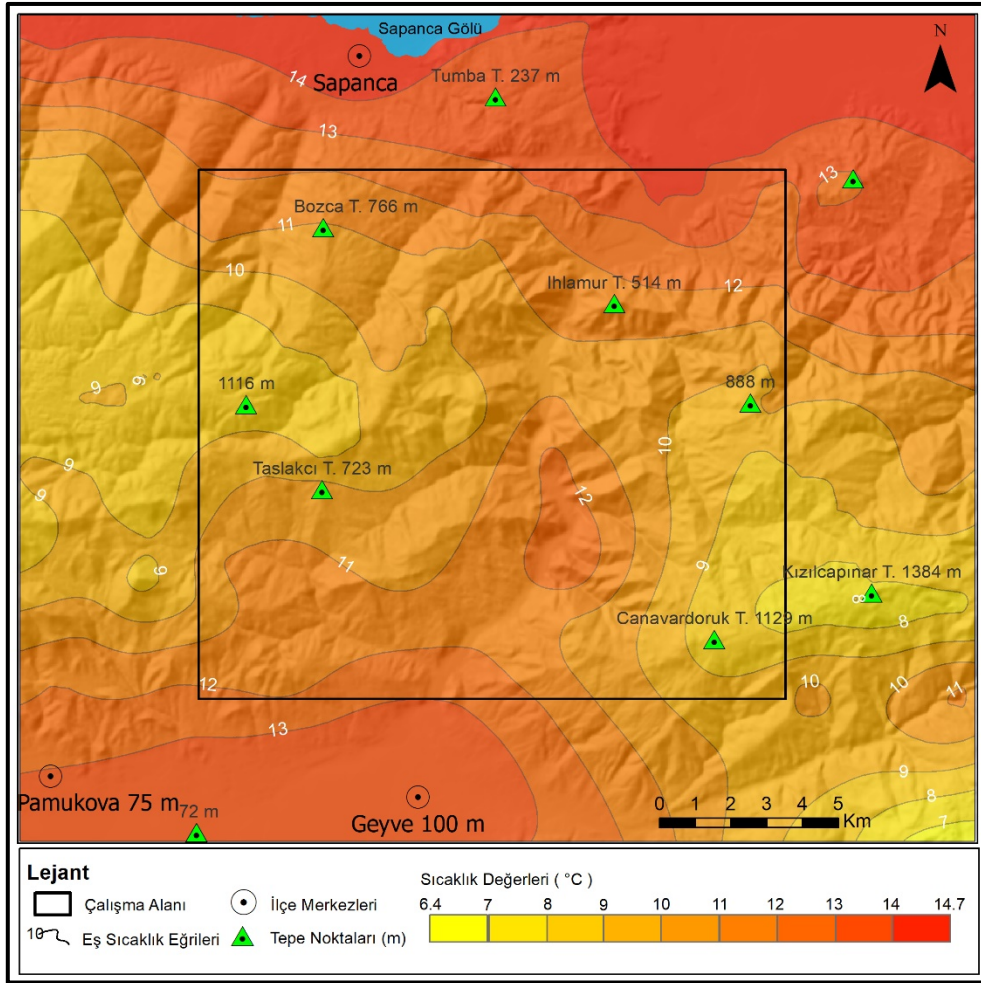 Sapanca Gölü
N
14
Sapanca
Tumba T. 237 m
13
13
Bozca T. 766 m
11
10
Ihlamur T. 514 m
12
9
9
1116 m
888 m
10
9
9
Taslakcı T. 723 m
12
11
9
9
Kızılcapınar T. 1384 m
8
8
Canavardoruk T. 1129 m
12
10
10
11
13
9
8
7
Pamukova 75 m
72 m
Geyve 100 m
0 1 2 3 4 5
Km
Lejant
Çalışma Alanı
İlçe Merkezleri
10
Eş Sıcaklık Eğrileri
Tepe Noktaları (m)
Sıcaklık Değerleri ( °C )
6.4 7 8 9 10 11 12 13 14 14.7